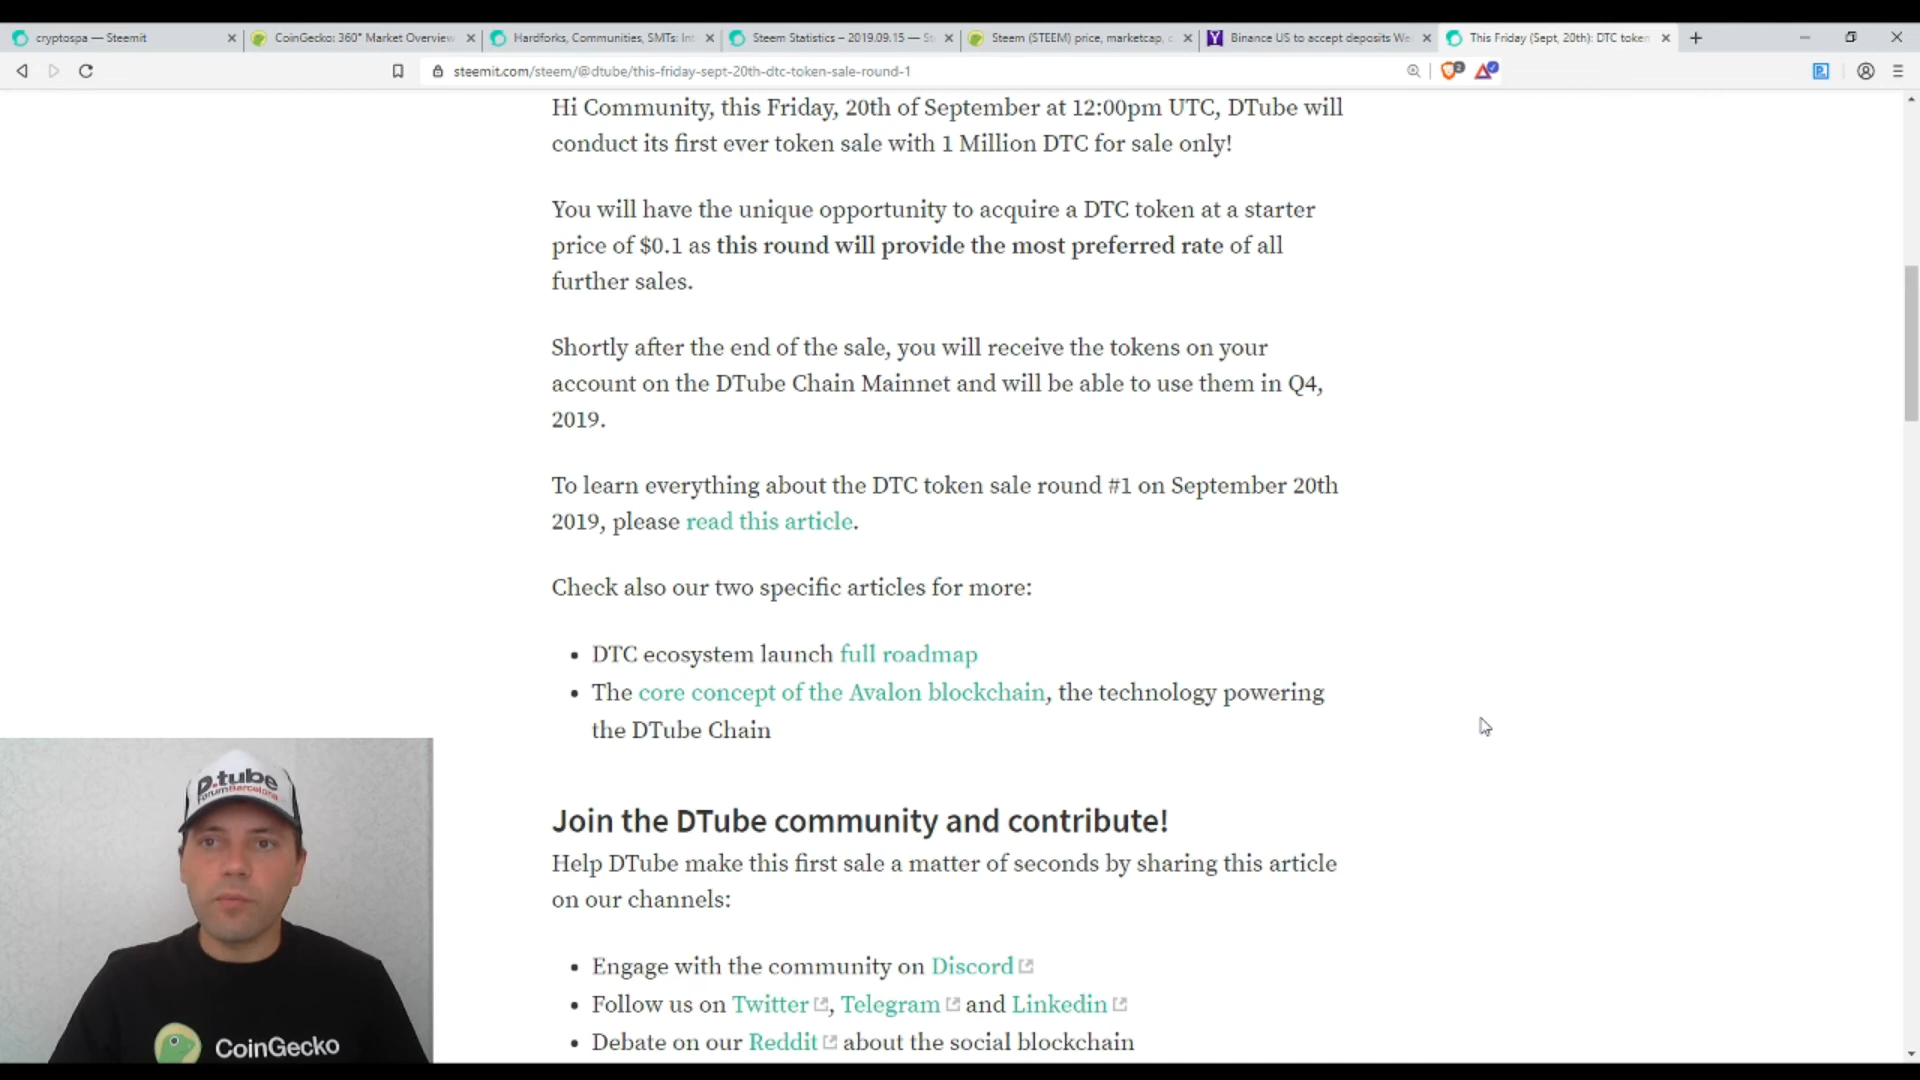 cryptospa — Steemit
CoinGecko: 360° Market Overview
Hardforks, Communities, SMTs: In
Steem Statistics – 2019.09.15 — S
Steem (STEEM) price, marketcap, c
Binance US to accept deposits We
This Friday (Sept, 20th): DTC token
steemit.com/steem/@dtube/this-friday-sept-20th-dtc-token-sale-round-1
Hi Community, this Friday, 20th of September at 12:00pm UTC, DTube will
conduct its first ever token sale with 1 Million DTC for sale only!
You will have the unique opportunity to acquire a DTC token at a starter
price of $0.1 as this round will provide the most preferred rate of all
further sales.
Shortly after the end of the sale, you will receive the tokens on your
account on the DTube Chain Mainnet and will be able to use them in Q4,
2019.
To learn everything about the DTC token sale round #1 on September 20th
2019, please read this article.
Check also our two specific articles for more:
• DTC ecosystem launch full roadmap
• The core concept of the Avalon blockchain, the technology powering
the DTube Chain
Join the DTube community and contribute!
Help DTube make this first sale a matter of seconds by sharing this article
on our channels:
• Engage with the community on Discord
• Follow us on Twitter, Telegram and Linkedin
• Debate on our Reddit about the social blockchain
D.tube
ForumBarcelona
CoinGecko